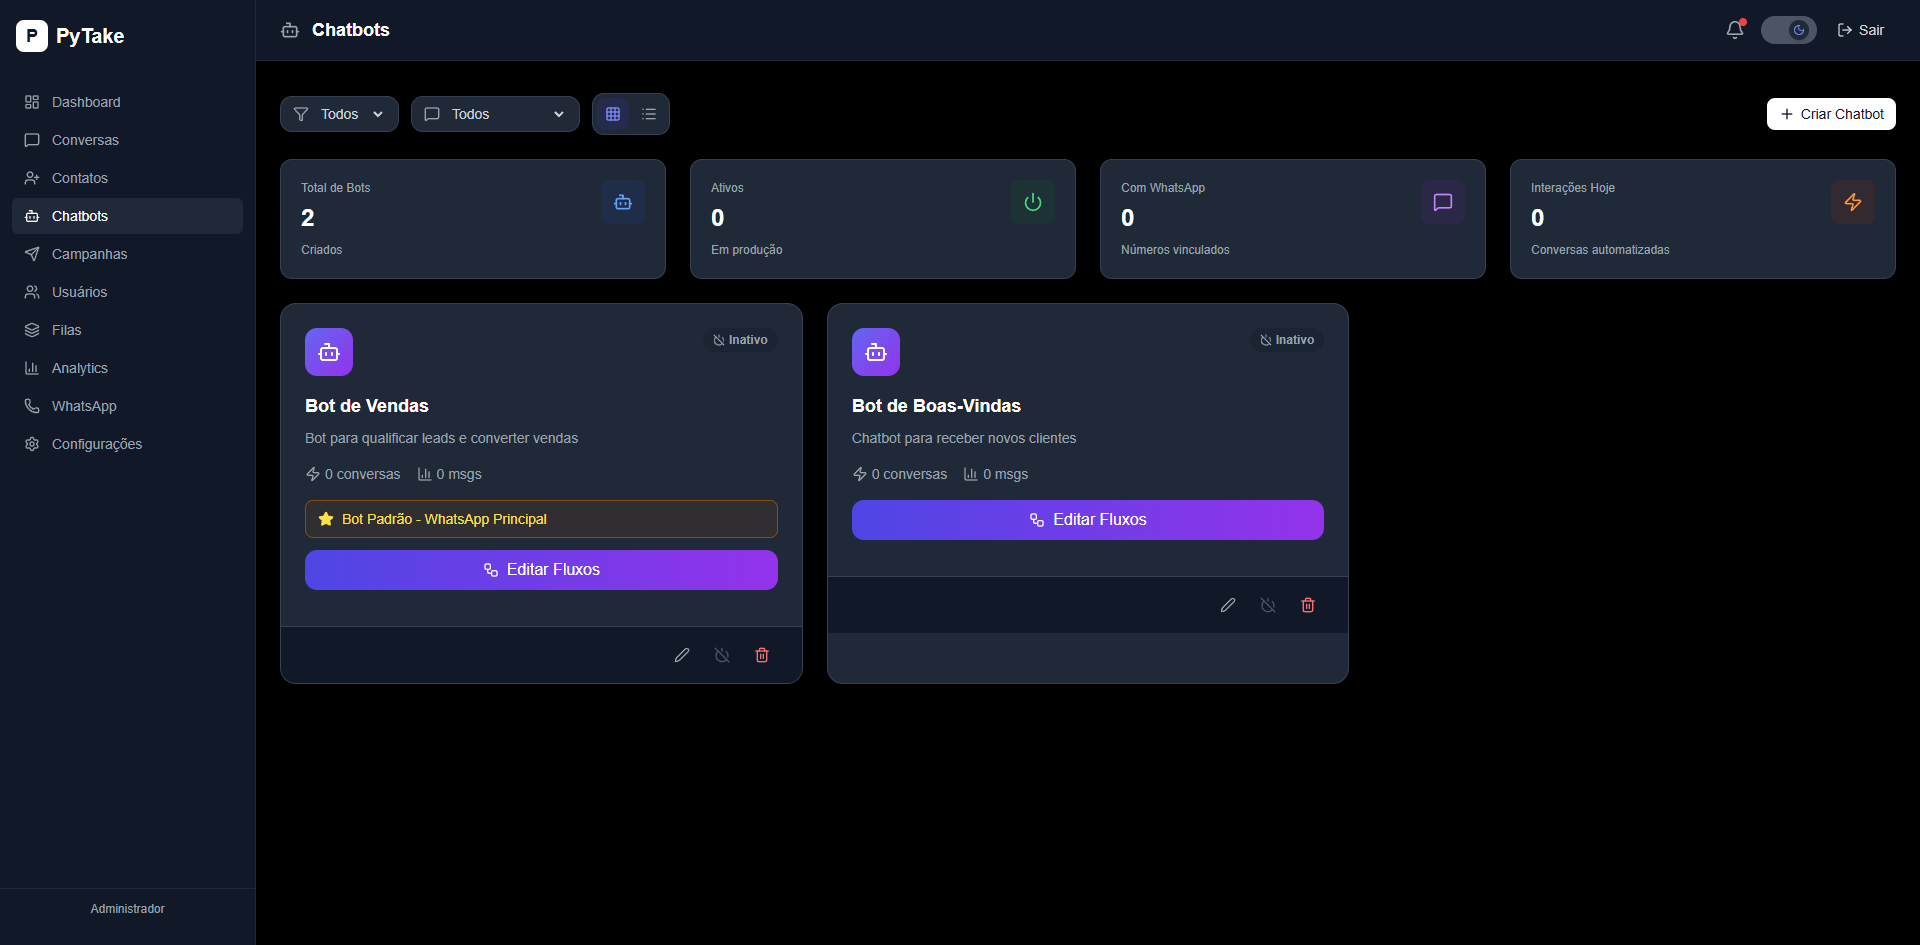 P PyTake
Dashboard
Conversas
Contatos
Chatbots
Campanhas
Usuários
Filas
Analytics
WhatsApp
Configurações
Administrador
Chatbots
Sair
Todos
Todos
Criar Chatbot
Total de Bots
2
Criados
Ativos
0
Em produção
Com WhatsApp
0
Números vinculados
Interações Hoje
0
Conversas automatizadas
Inativo
Bot de Vendas
Bot para qualificar leads e converter vendas
0 conversas 0 msgs
Bot Padrão - WhatsApp Principal
Editar Fluxos
Inativo
Bot de Boas-Vindas
Chatbot para receber novos clientes
0 conversas 0 msgs
Editar Fluxos